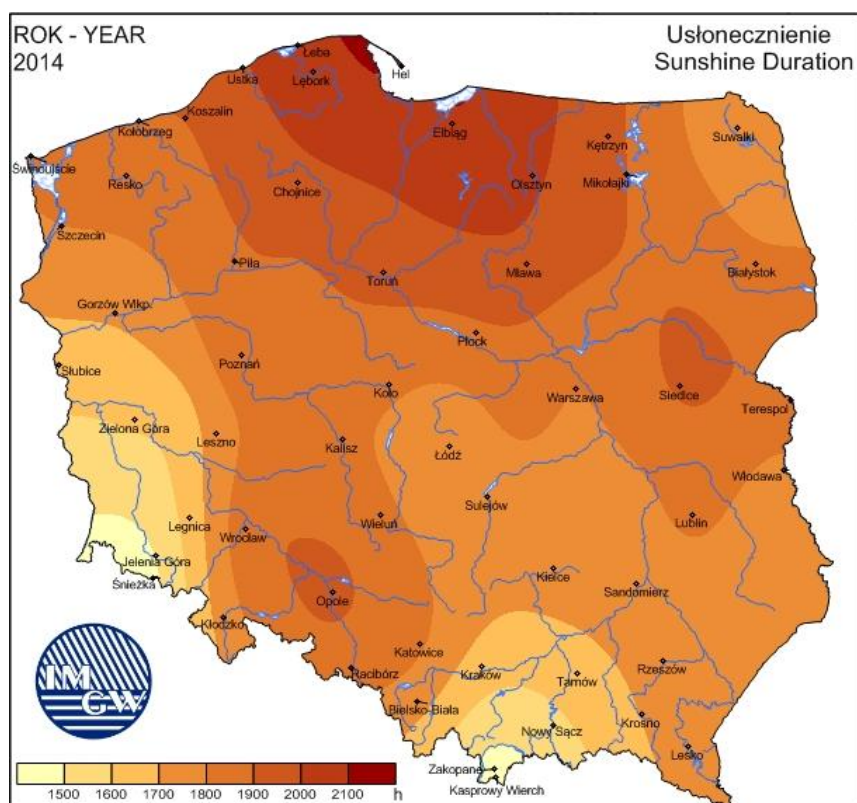 ROK - YEAR
2014
Usłonecznienie
Sunshine Duration
Łeba
Hel
Ustka
Lębork
Koszalin
Kołobrzeg
Elbląg
Kętrzyn
Suwałki
Świnoujście
Resko
Chojnice
Olsztyn
Mikołajki
Szczecin
Piła
Toruń
Mława
Białystok
Gorzów Wlkp.
Płock
Słubice
Poznań
Koło
Warszawa
Siedlce
Terespol
Zielona Góra
Leszno
Kalisz
Łódź
Włodawa
Sulejów
Legnica
Wrocław
Wieluń
Lublin
Jelenia Góra
Śnieżka
Opole
Kielce
Sandomierz
Kłodzko
Katowice
Racibórz
Kraków
Tarnów
Rzeszów
Bielsko-Biała
Nowy Sącz
Krosno
Lesko
Zakopane
Kasprowy Wierch
IM
GW
1500 1600 1700 1800 1900 2000 2100 h